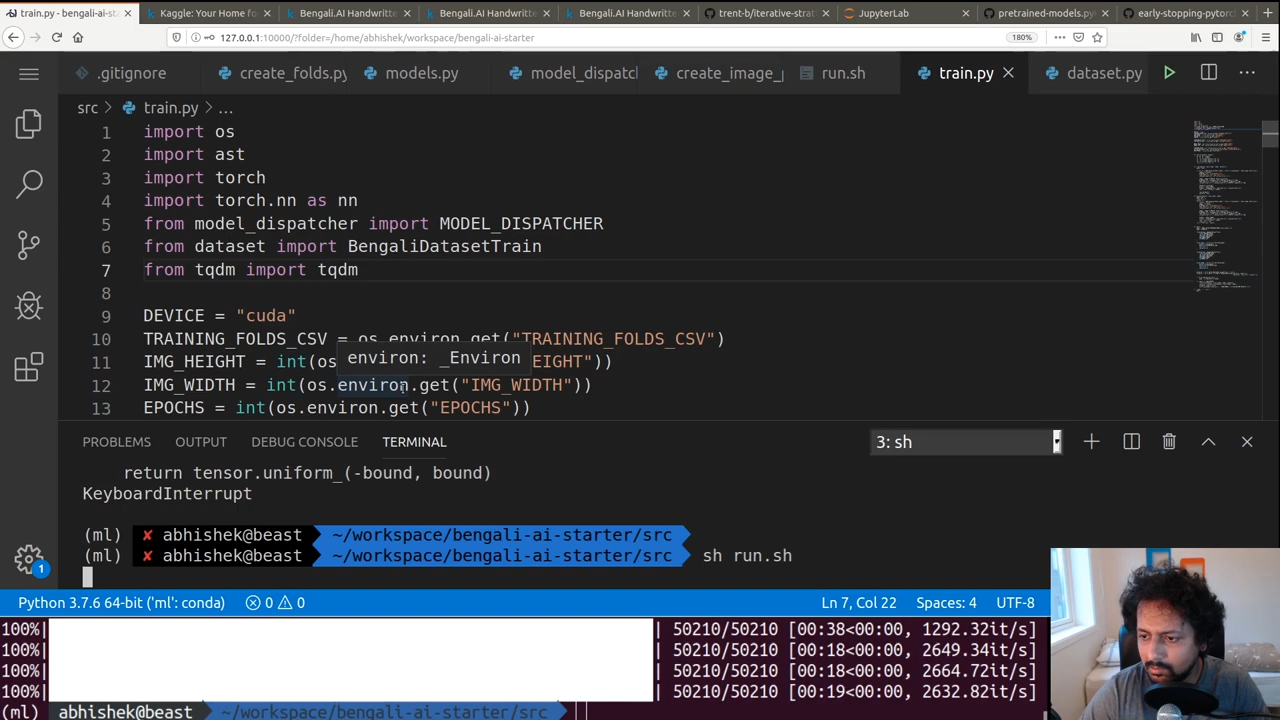 train.py - bengali-ai-sta
Kaggle: Your Home fo
Bengali.AI Handwritte
Bengali.AI Handwritte
Bengali.AI Handwritte
trent-b/iterative-strat
JupyterLab
pretrained-models.py
early-stopping-pytorc
127.0.0.1:10000/?folder=/home/abhishek/workspace/bengali-ai-starter
180%
.gitignore
create_folds.py
models.py
model_dispatc
create_image_
run.sh
train.py
dataset.py
src > train.py > ...
1 import os
2 import ast
3 import torch
4 import torch.nn as nn
5 from model_dispatcher import MODEL_DISPATCHER
6 from dataset import BengaliDatasetTrain
7 from tqdm import tqdm
8
9 DEVICE = "cuda"
10 TRAINING_FOLDS_CSV = os.environ.get("TRAINING_FOLDS_CSV")
environ: _Environ
11 IMG_HEIGHT = int(os EIGHT"))
12 IMG_WIDTH = int(os.environ.get("IMG_WIDTH"))
13 EPOCHS = int(os.environ.get("EPOCHS"))
PROBLEMS OUTPUT DEBUG CONSOLE TERMINAL 3: sh
return tensor.uniform_(-bound, bound)
KeyboardInterrupt
(ml) ✘ abhishek@beast ~/workspace/bengali-ai-starter/src
(ml) ✘ abhishek@beast ~/workspace/bengali-ai-starter/src sh run.sh
1
Python 3.7.6 64-bit ('ml': conda) 0 0 Ln 7, Col 22 Spaces: 4 UTF-8
100%| | 50210/50210 [00:38<00:00, 1292.32it/s]
100%| | 50210/50210 [00:18<00:00, 2649.34it/s]
100%| | 50210/50210 [00:18<00:00, 2664.72it/s]
100%| | 50210/50210 [00:19<00:00, 2632.82it/s]
(ml) abhishek@beast ~/workspace/bengali-ai-starter/src